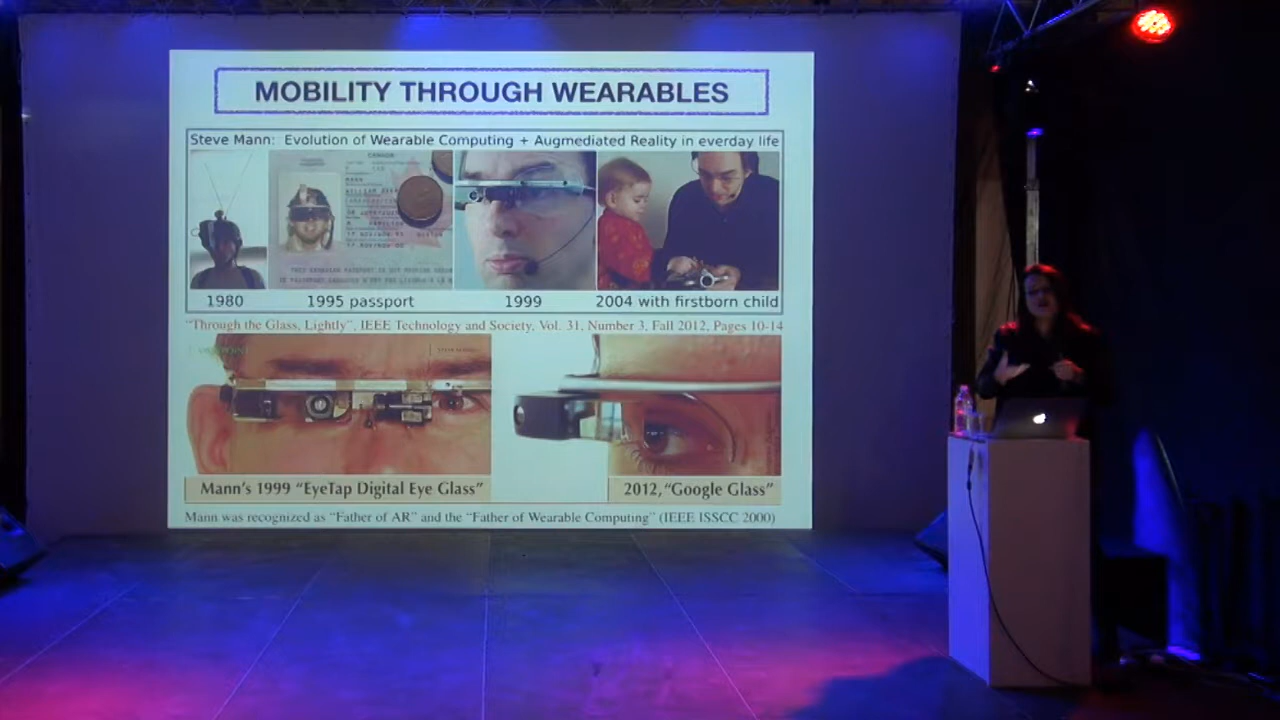 MOBILITY THROUGH WEARABLES
Steve Mann: Evolution of Wearable Computing + Augmediated Reality in everday life
MANN
1980 1995 passport 1999 2004 with firstborn child
"Through the Glass, Lightly", IEEE Technology and Society, Vol. 31, Number 3, Fall 2012, Pages 10-14
Mann's 1999 "EyeTap Digital Eye Glass" 2012, "Google Glass"
Mann was recognized as "Father of AR" and the "Father of Wearable Computing" (IEEE ISSCC 2000)